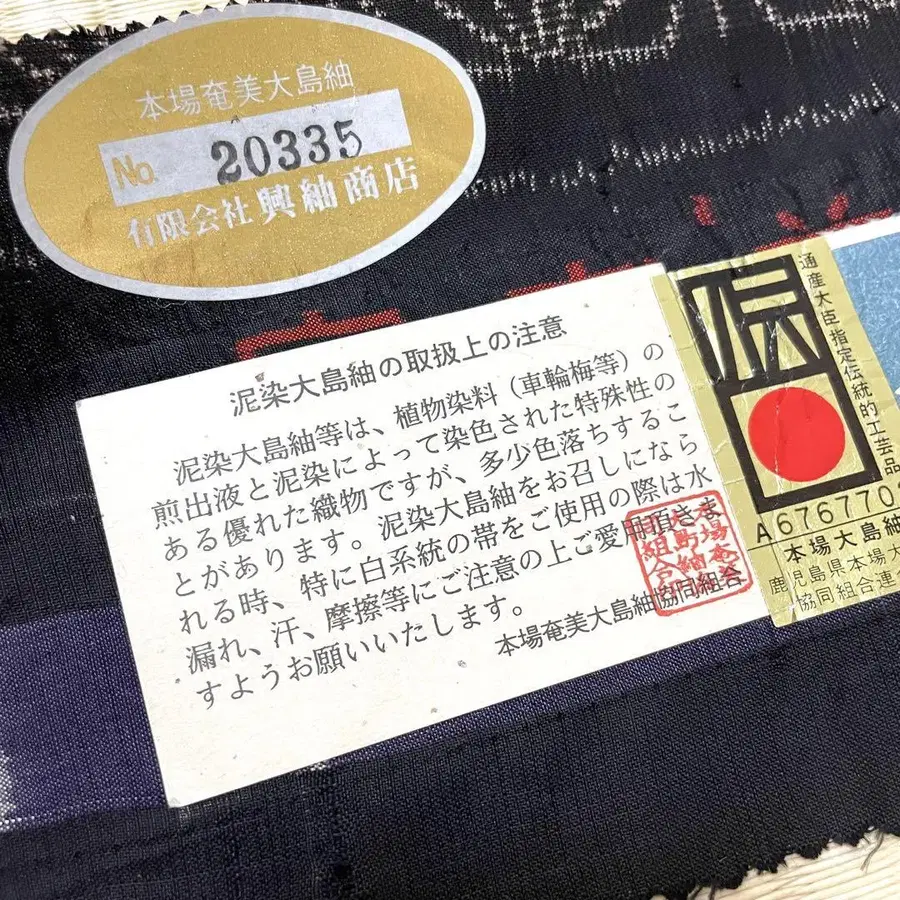 本場奄美大島紬
No. 20335
有限会社 興紬商店
泥染大島紬の取扱上の注意
泥染大島紬等は、植物染料（車輪梅等）の
煎出液と泥染によって染色された特殊性の
ある優れた織物ですが、多少色落ちするこ
とがあります。泥染大島紬をお召しになら
れる時、特に白系統の帯をご使用の際は水
漏れ、汗、摩擦等にご注意の上ご愛用頂きま
すようお願いいたします。
本場奄美大島紬協同組合
通産大臣指定伝統的工芸品
伝
A676770
本場大島紬
鹿児島県本場大
協同組合連